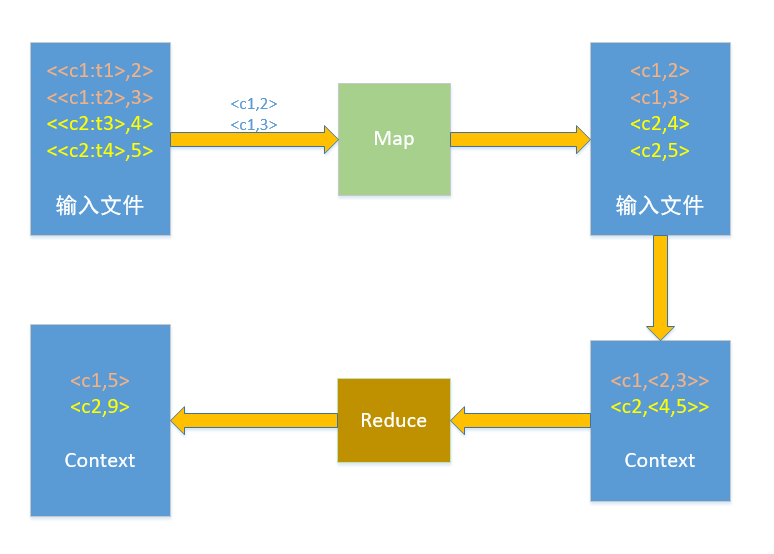 <<c1:t1>,2>
<<c1:t2>,3>
<<c2:t3>,4>
<<c2:t4>,5>
输入文件
<c1,2>
<c1,3>
Map
<c1,2>
<c1,3>
<c2,4>
<c2,5>
输入文件
<c1,5>
<c2,9>
Context
Reduce
<c1,<2,3>>
<c2,<4,5>>
Context